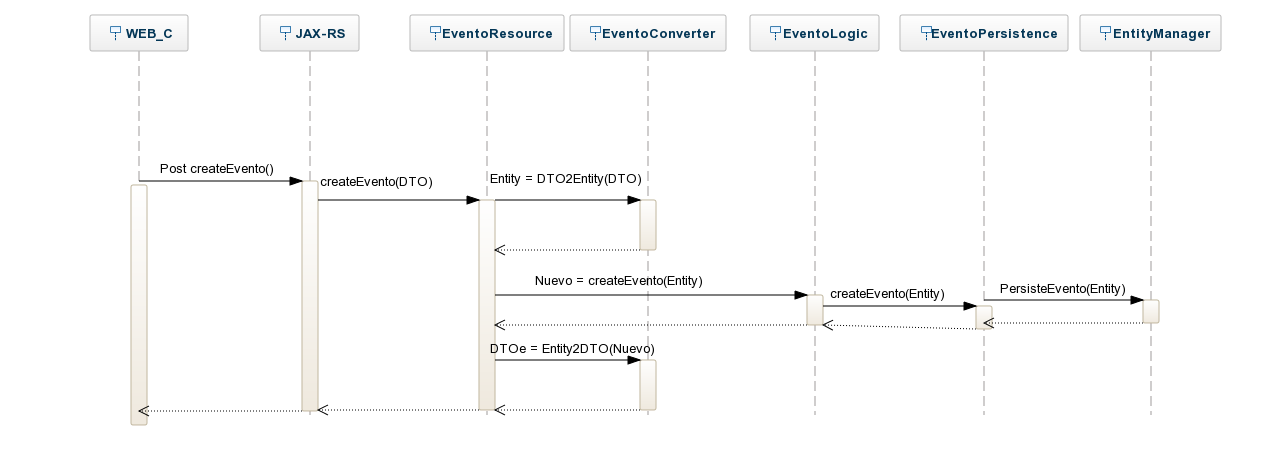 WEB_C
JAX-RS
EventoResource
EventoConverter
EventoLogic
EventoPersistence
EntityManager
Post createEvento()
createEvento(DTO)
Entity = DTO2Entity(DTO)
Nuevo = createEvento(Entity)
createEvento(Entity)
PersisteEvento(Entity)
DTOe = Entity2DTO(Nuevo)